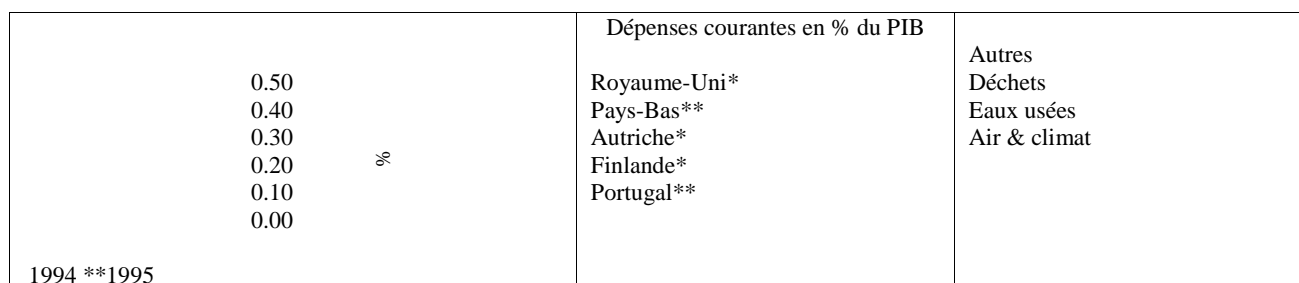 Dépenses courantes en % du PIB
0.50
0.40
0.30
0.20
0.10
0.00
%
1994 **1995
Royaume-Uni*
Pays-Bas**
Autriche*
Finlande*
Portugal**
Autres
Déchets
Eaux usées
Air & climat